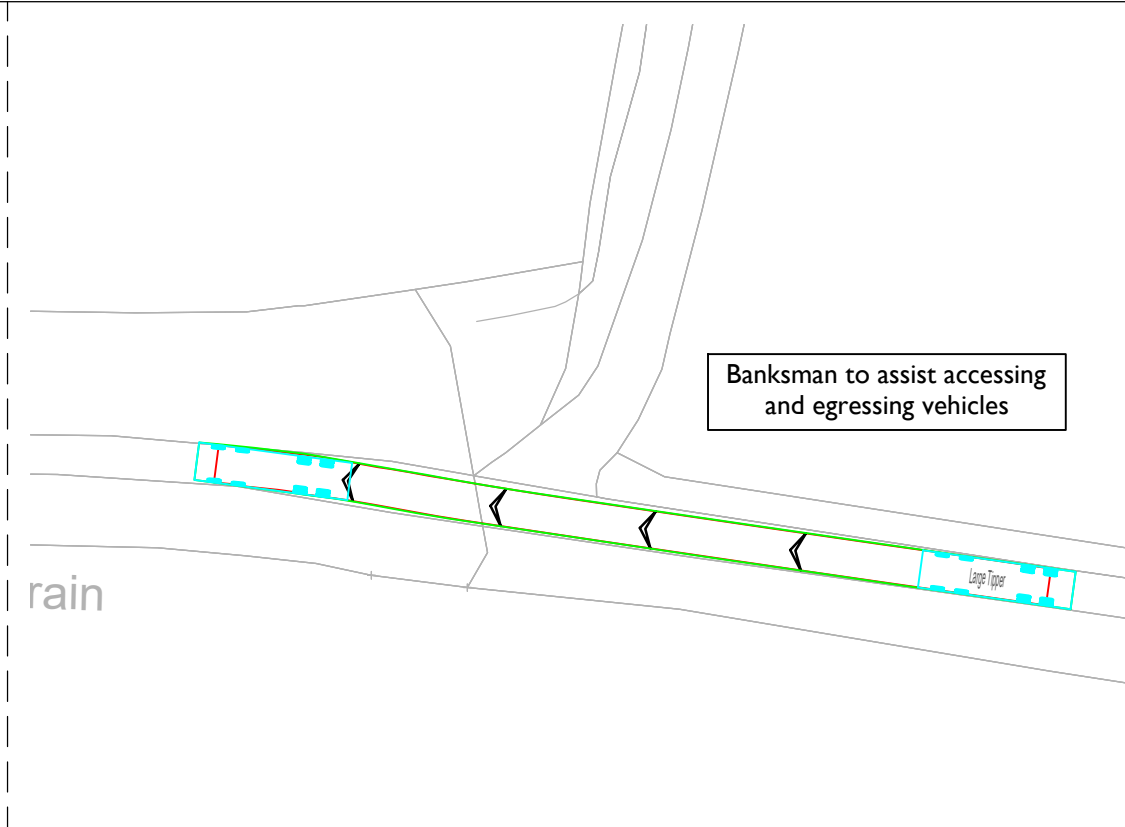 Banksman to assist accessing
and egressing vehicles
Large Tipper
rain